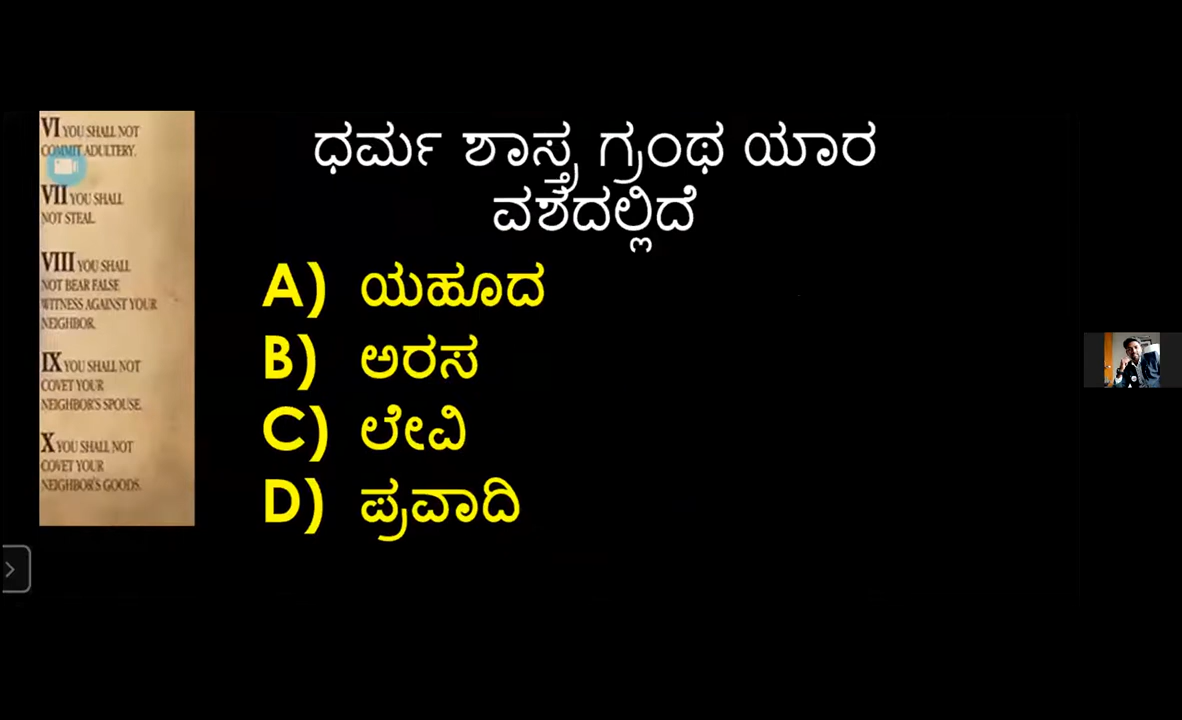 VI YOU SHALL NOT
COMMIT ADULTERY.
VII YOU SHALL
NOT STEAL.
VIII YOU SHALL
NOT BEAR FALSE
WITNESS AGAINST YOUR
NEIGHBOR.
IX YOU SHALL NOT
COVET YOUR
NEIGHBOR'S SPOUSE.
X YOU SHALL NOT
COVET YOUR
NEIGHBOR'S GOODS.
ಧರ್ಮ ಶಾಸ್ತ್ರ ಗ್ರಂಥ ಯಾರ
ವಶದಲ್ಲಿದೆ
A) ಯಹೂದ
B) ಅರಸ
C) ಲೇವಿ
D) ಪ್ರವಾದಿ